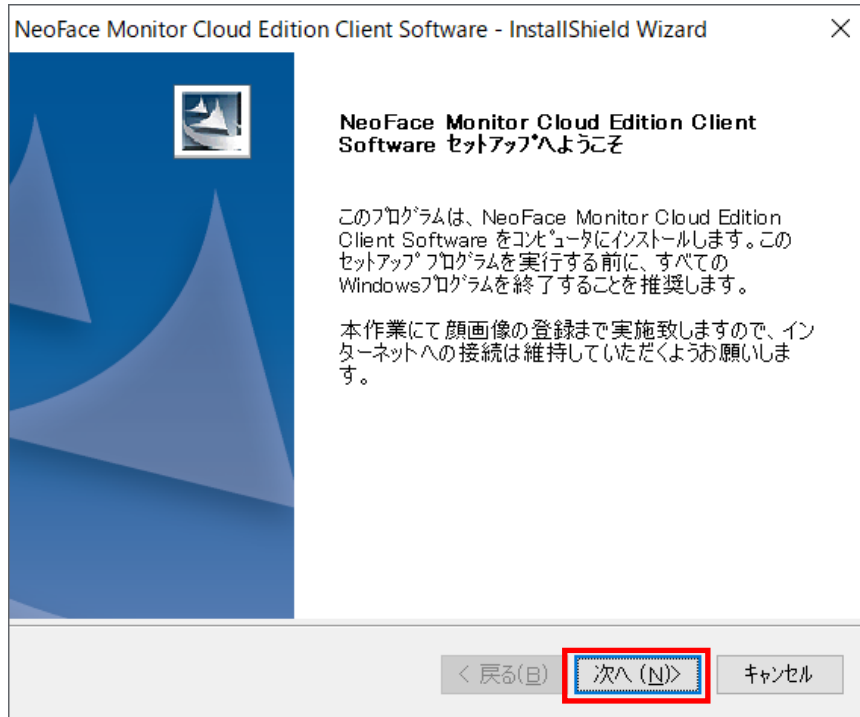 NeoFace Monitor Cloud Edition Client Software - InstallShield Wizard
NeoFace Monitor Cloud Edition Client
Software セットアップへようこそ
このプログラムは、NeoFace Monitor Cloud Edition
Client Software をコンピュータにインストールします。この
セットアップ プログラムを実行する前に、すべての
Windowsプログラムを終了することを推奨します。
本作業にて顔画像の登録まで実施致しますので、イン
ターネットへの接続は維持していただくようお願いしま
す。
< 戻る(B)
次へ (N)>
キャンセル